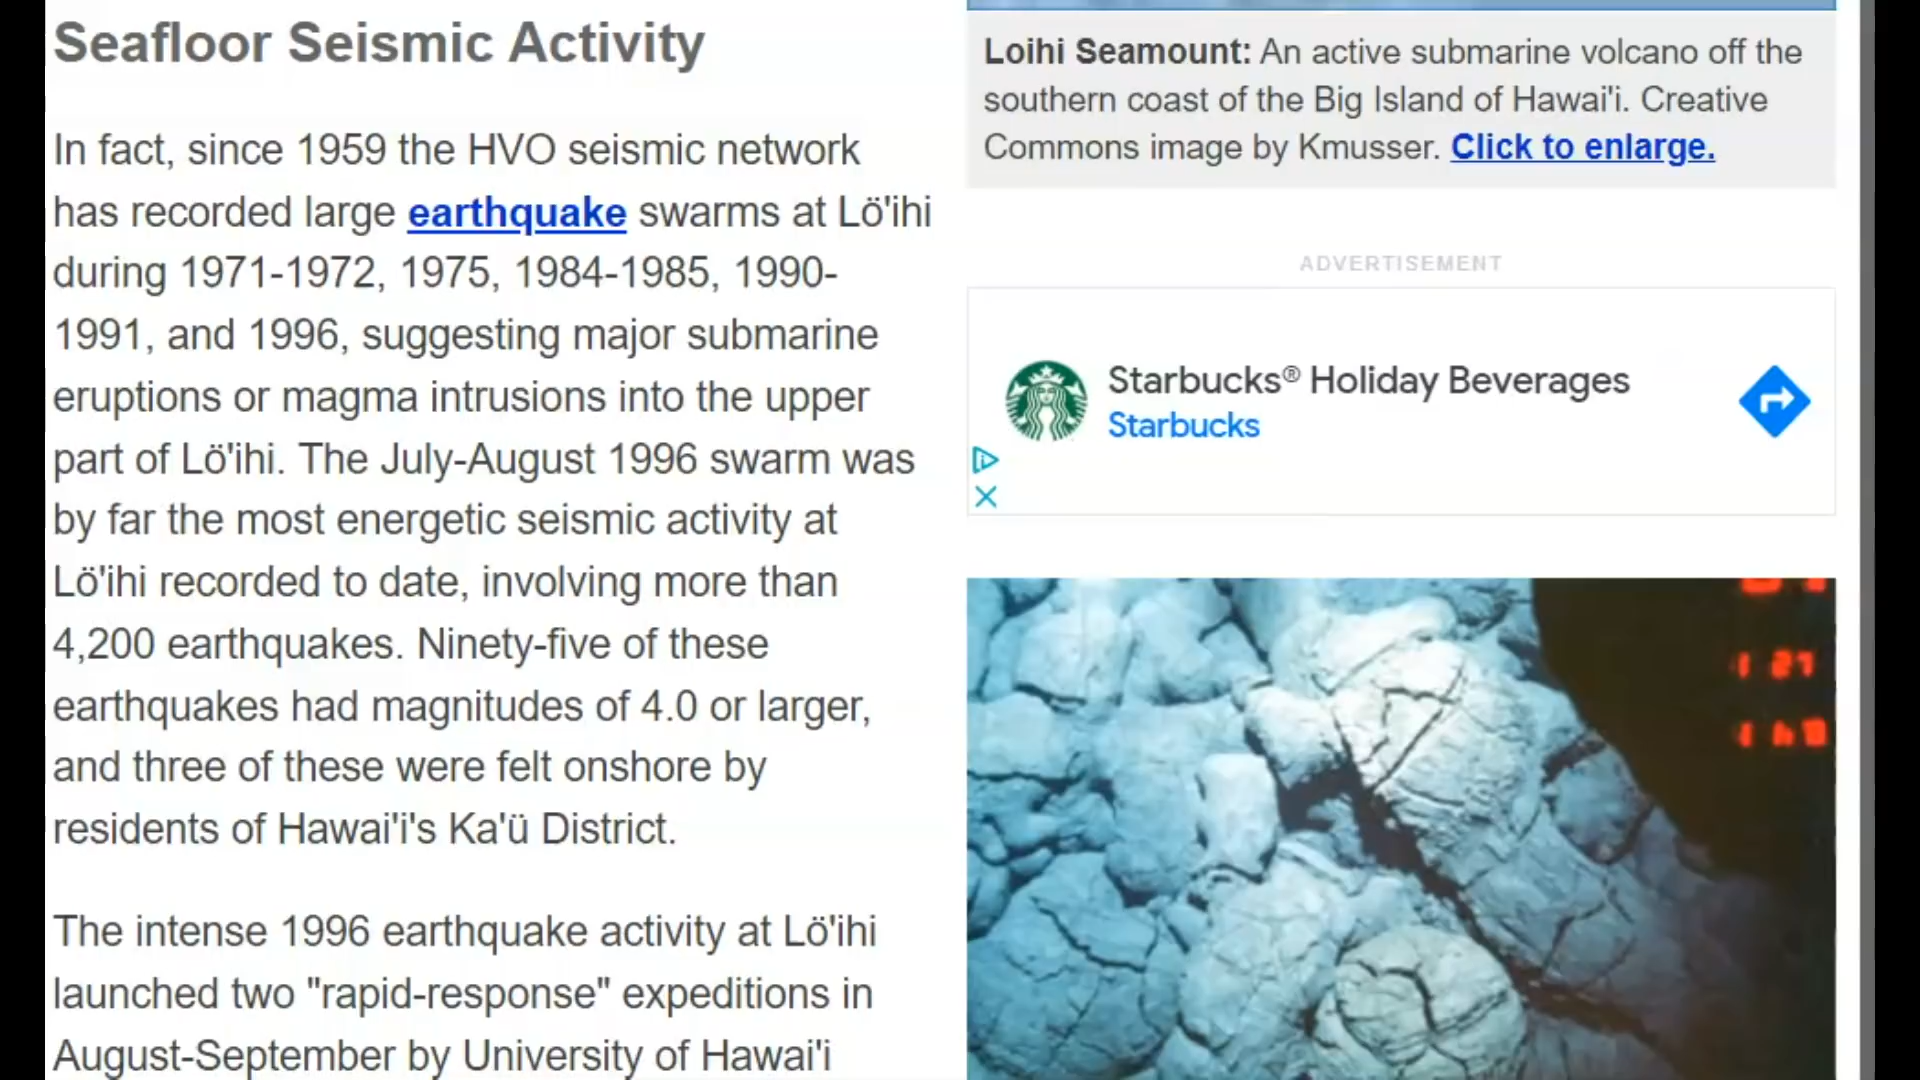 Seafloor Seismic Activity
In fact, since 1959 the HVO seismic network
has recorded large earthquake swarms at Lö'ihi
during 1971-1972, 1975, 1984-1985, 1990-
1991, and 1996, suggesting major submarine
eruptions or magma intrusions into the upper
part of Lö'ihi. The July-August 1996 swarm was
by far the most energetic seismic activity at
Lö'ihi recorded to date, involving more than
4,200 earthquakes. Ninety-five of these
earthquakes had magnitudes of 4.0 or larger,
and three of these were felt onshore by
residents of Hawai'i's Ka'ü District.
The intense 1996 earthquake activity at Lö'ihi
launched two "rapid-response" expeditions in
August-September by University of Hawai'i
Loihi Seamount: An active submarine volcano off the
southern coast of the Big Island of Hawai'i. Creative
Commons image by Kmusser. Click to enlarge.
ADVERTISEMENT
Starbucks® Holiday Beverages
Starbucks